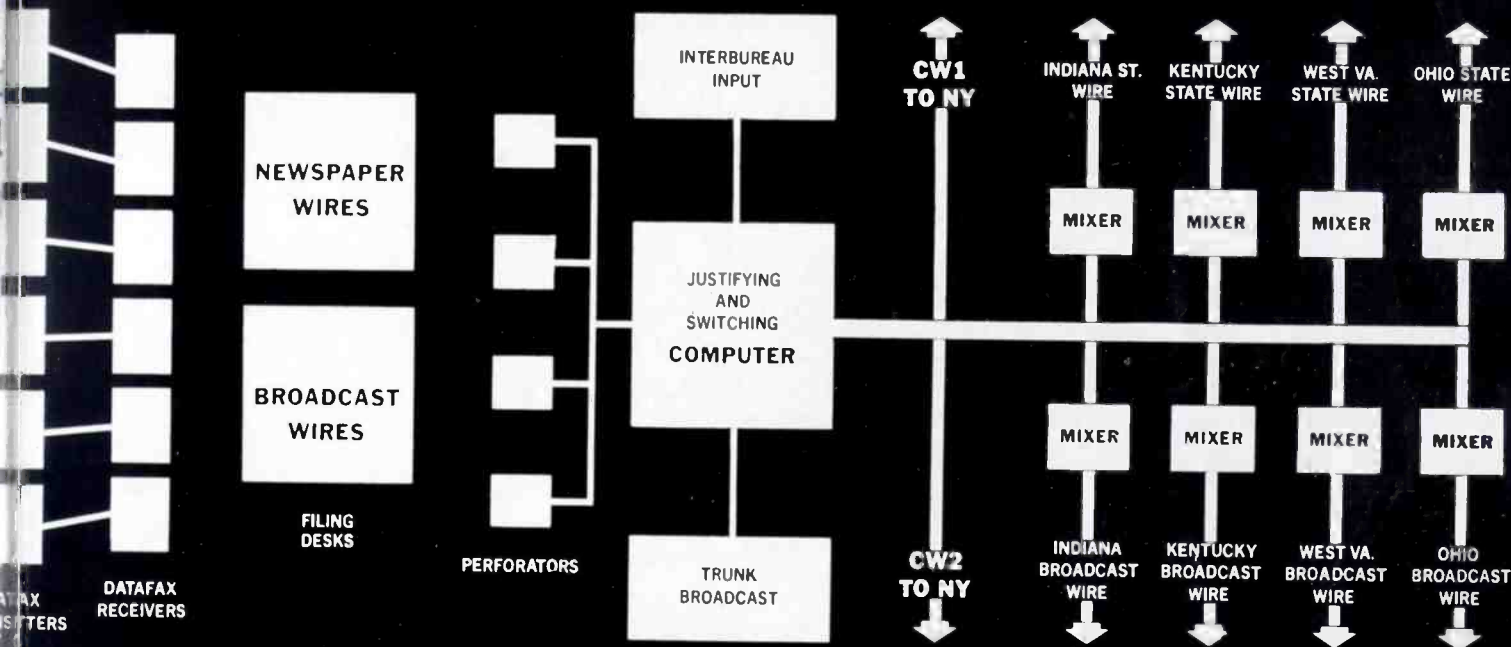 ATAX
SITTERS
DATAFAX
RECEIVERS
NEWSPAPER
WIRES
BROADCAST
WIRES
FILING
DESKS
PERFORATORS
INTERBUREAU
INPUT
JUSTIFYING
AND
SWITCHING
COMPUTER
TRUNK
BROADCAST
CW1
TO NY
CW2
TO NY
INDIANA ST.
WIRE
KENTUCKY
STATE WIRE
WEST VA.
STATE WIRE
OHIO STATE
WIRE
MIXER
MIXER
MIXER
MIXER
MIXER
MIXER
MIXER
MIXER
INDIANA
BROADCAST
WIRE
KENTUCKY
BROADCAST
WIRE
WEST VA.
BROADCAST
WIRE
OHIO
BROADCAST
WIRE